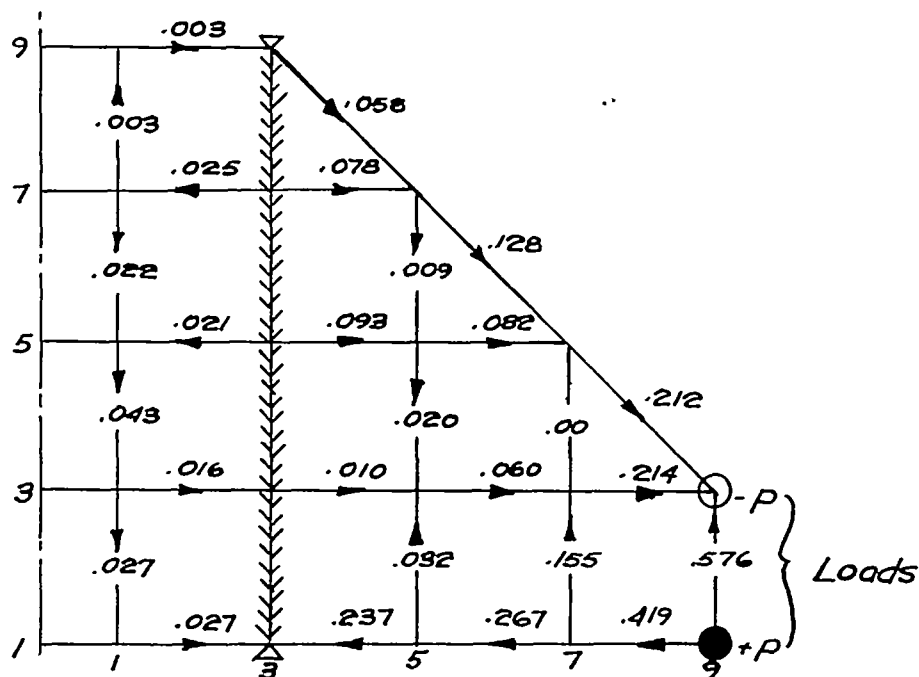 .003
9
.058
.003
.025 .078
7
.128
.022 .009
.021 .093 .082
5
.212
.043 .020 .00
.016 .010 .060 .214
3 -P
.027 .032 .155 .576 Loads
.027 .237 .267 .419
1 +P
1 3 5 7 9